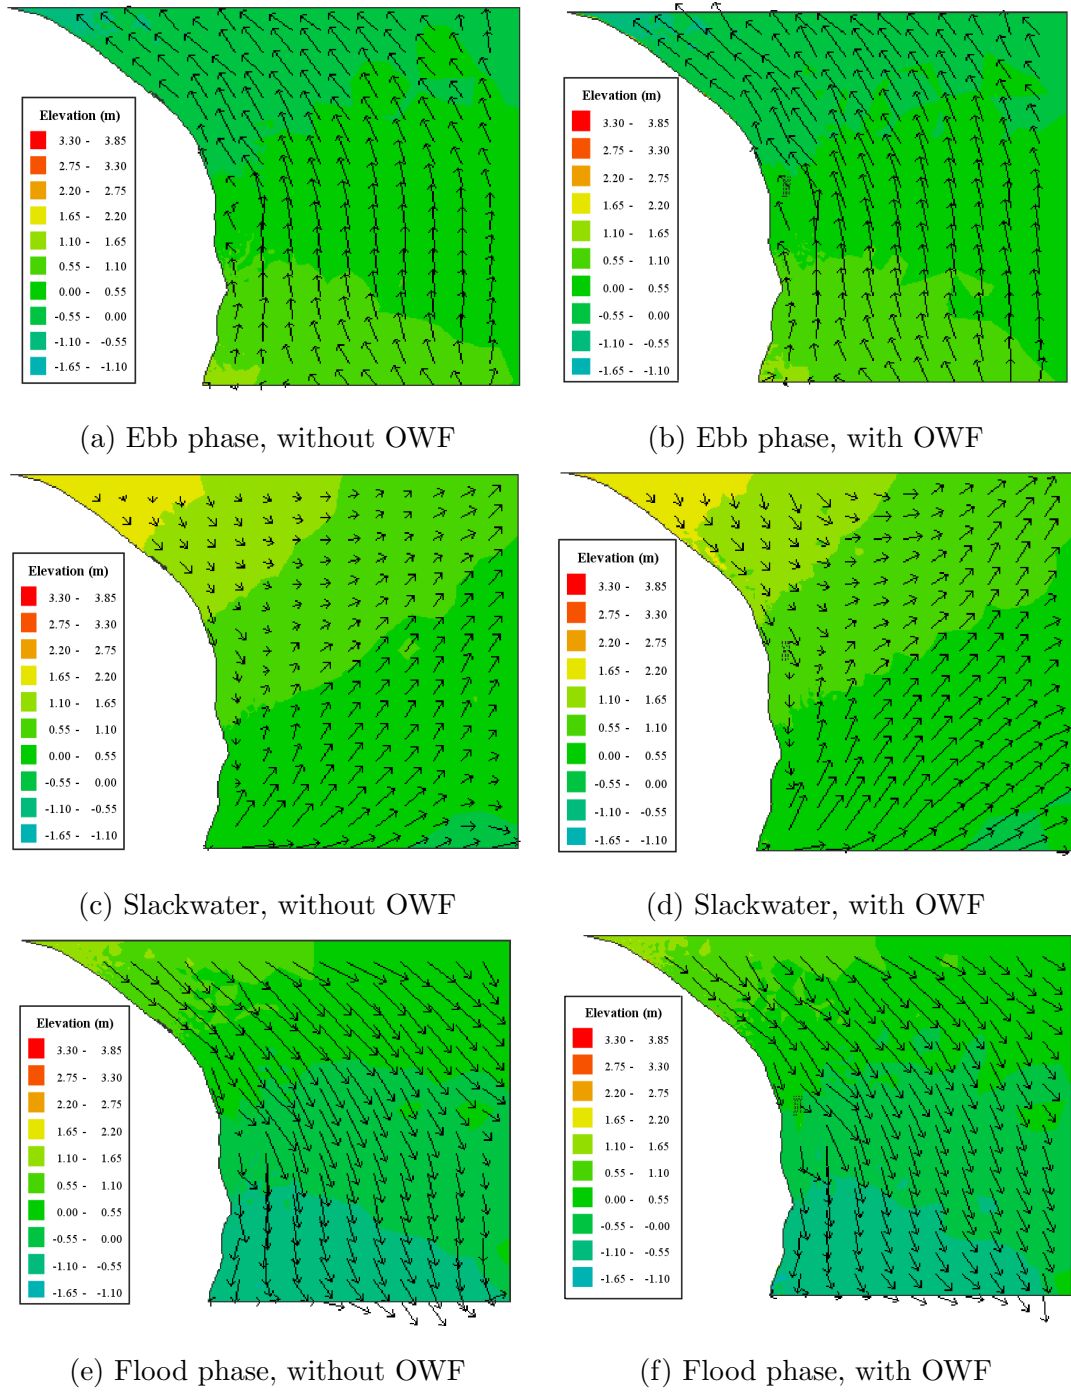 Elevation (m)
3.30 - 3.85
2.75 - 3.30
2.20 - 2.75
1.65 - 2.20
1.10 - 1.65
0.55 - 1.10
0.00 - 0.55
-0.55 - 0.00
-1.10 - -0.55
-1.65 - -1.10
(a) Ebb phase, without OWF
Elevation (m)
3.30 - 3.85
2.75 - 3.30
2.20 - 2.75
1.65 - 2.20
1.10 - 1.65
0.55 - 1.10
0.00 - 0.55
-0.55 - 0.00
-1.10 - -0.55
-1.65 - -1.10
(b) Ebb phase, with OWF
Elevation (m)
3.30 - 3.85
2.75 - 3.30
2.20 - 2.75
1.65 - 2.20
1.10 - 1.65
0.55 - 1.10
0.00 - 0.55
-0.55 - 0.00
-1.10 - -0.55
-1.65 - -1.10
(c) Slackwater, without OWF
Elevation (m)
3.30 - 3.85
2.75 - 3.30
2.20 - 2.75
1.65 - 2.20
1.10 - 1.65
0.55 - 1.10
0.00 - 0.55
-0.55 - 0.00
-1.10 - -0.55
-1.65 - -1.10
(d) Slackwater, with OWF
Elevation (m)
3.30 - 3.85
2.75 - 3.30
2.20 - 2.75
1.65 - 2.20
1.10 - 1.65
0.55 - 1.10
0.00 - 0.55
-0.55 - 0.00
-1.10 - -0.55
-1.65 - -1.10
(e) Flood phase, without OWF
Elevation (m)
3.30 - 3.85
2.75 - 3.30
2.20 - 2.75
1.65 - 2.20
1.10 - 1.65
0.55 - 1.10
0.00 - 0.55
-0.55 - -0.00
-1.10 - -0.55
-1.65 - -1.10
(f) Flood phase, with OWF